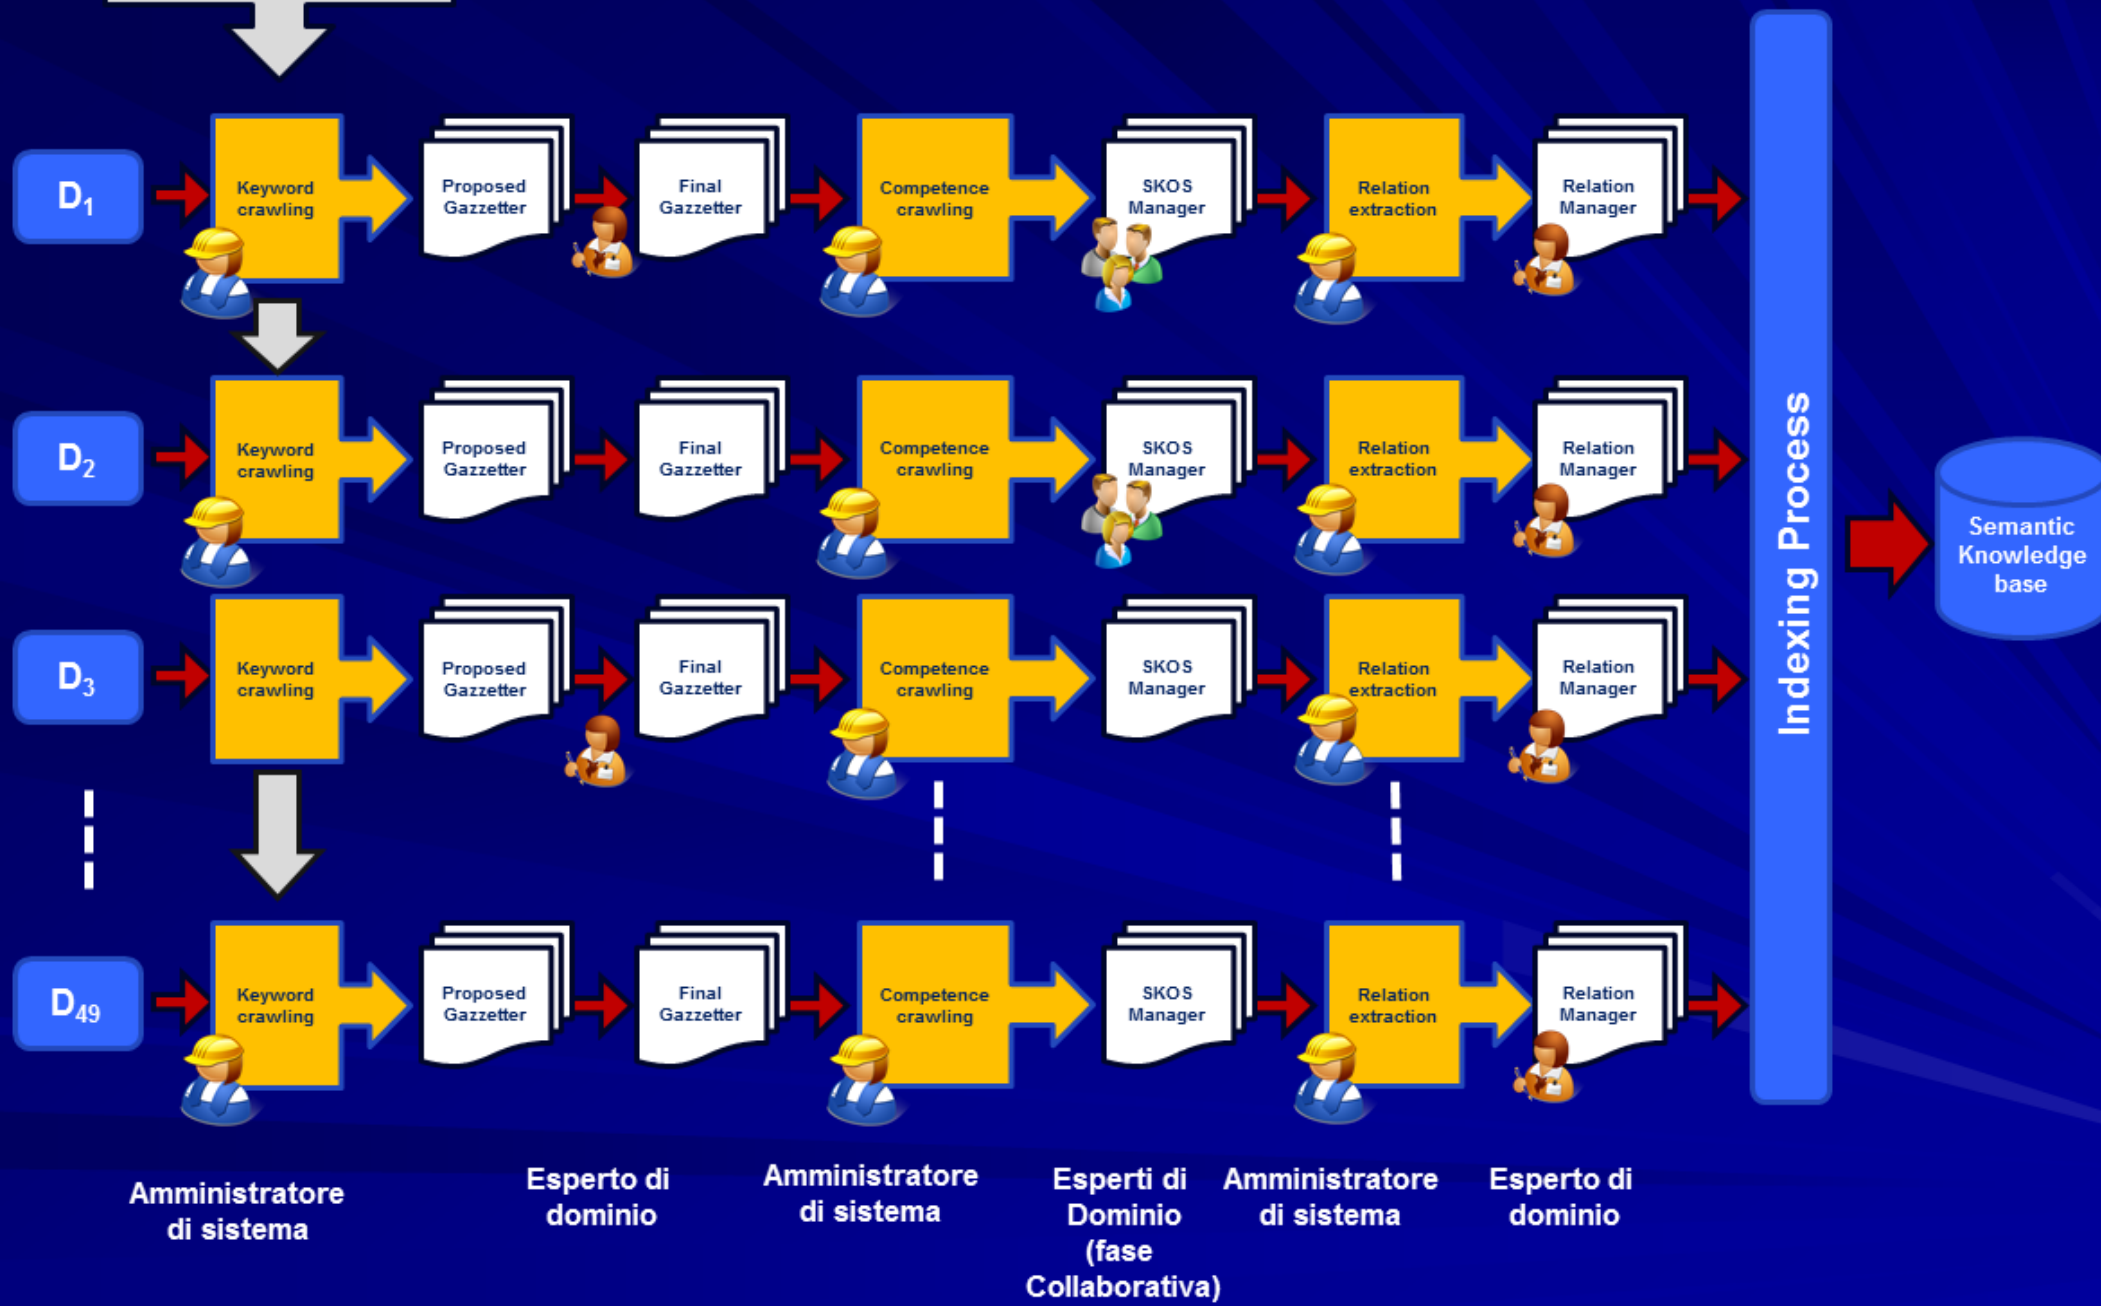 D1
Keyword
crawling
Proposed
Gazzetter
Final
Gazzetter
Competence
crawling
SKOS
Manager
Relation
extraction
Relation
Manager
D2
Keyword
crawling
Proposed
Gazzetter
Final
Gazzetter
Competence
crawling
SKOS
Manager
Relation
extraction
Relation
Manager
D3
Keyword
crawling
Proposed
Gazzetter
Final
Gazzetter
Competence
crawling
SKOS
Manager
Relation
extraction
Relation
Manager
D49
Keyword
crawling
Proposed
Gazzetter
Final
Gazzetter
Competence
crawling
SKOS
Manager
Relation
extraction
Relation
Manager
Indexing Process
Semantic
Knowledge
base
Amministratore
di sistema
Esperto di
dominio
Amministratore
di sistema
Esperti di
Dominio
(fase
Collaborativa)
Amministratore
di sistema
Esperto di
dominio